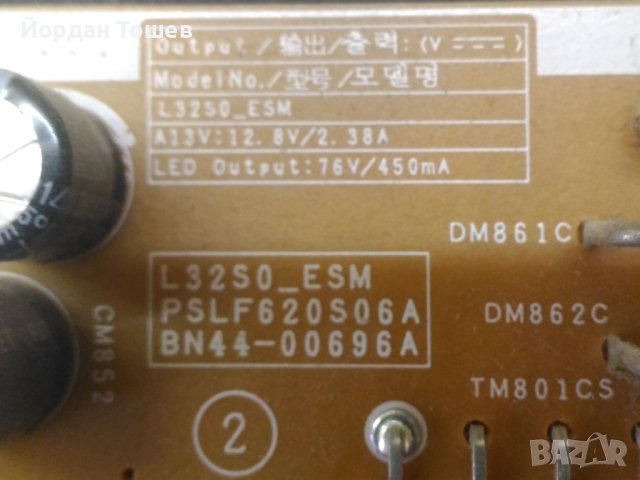 Йордан Тошев
Output/输出/출력:(V ⎓)
ModelNo./型号/모델명
L32S0_ESM
A13V:12.8V/2.38A
LED Output:76V/450mA
DM861C
L32S0_ESM
PSLF620S06A
BN44-00696A
DM862C
CM852
TM801CS
2
BAZAR